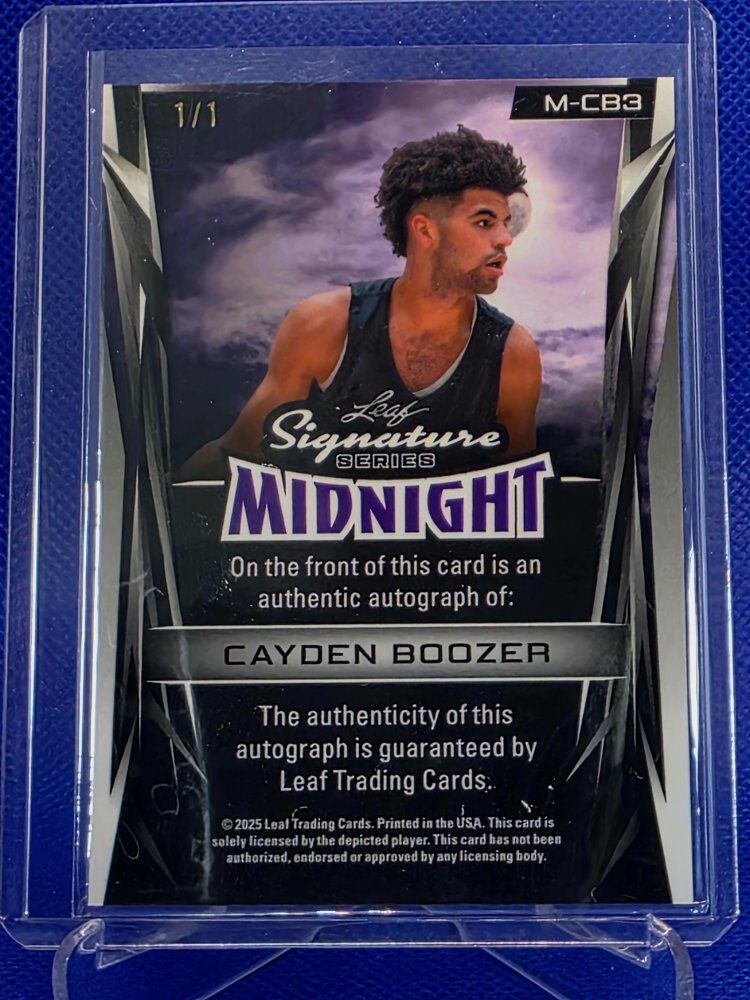 1/1
M-CB3
Leaf
Signature
SERIES
MIDNIGHT
On the front of this card is an
authentic autograph of:
CAYDEN BOOZER
The authenticity of this
autograph is guaranteed by
Leaf Trading Cards.
© 2025 Leaf Trading Cards. Printed in the USA. This card is
solely licensed by the depicted player. This card has not been
authorized, endorsed or approved by any licensing body.